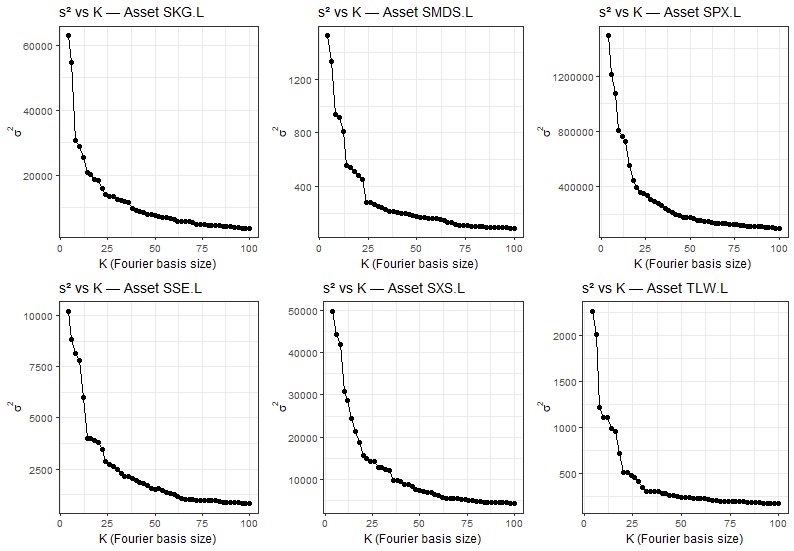 s² vs K — Asset SKG.L
60000
40000
20000
σ²
0 25 50 75 100
K (Fourier basis size)
s² vs K — Asset SMDS.L
1200
800
400
σ²
0 25 50 75 100
K (Fourier basis size)
s² vs K — Asset SPX.L
1200000
800000
400000
σ²
0 25 50 75 100
K (Fourier basis size)
s² vs K — Asset SSE.L
10000
7500
5000
2500
σ²
0 25 50 75 100
K (Fourier basis size)
s² vs K — Asset SXS.L
50000
40000
30000
20000
10000
σ²
0 25 50 75 100
K (Fourier basis size)
s² vs K — Asset TLW.L
2000
1500
1000
500
σ²
0 25 50 75 100
K (Fourier basis size)